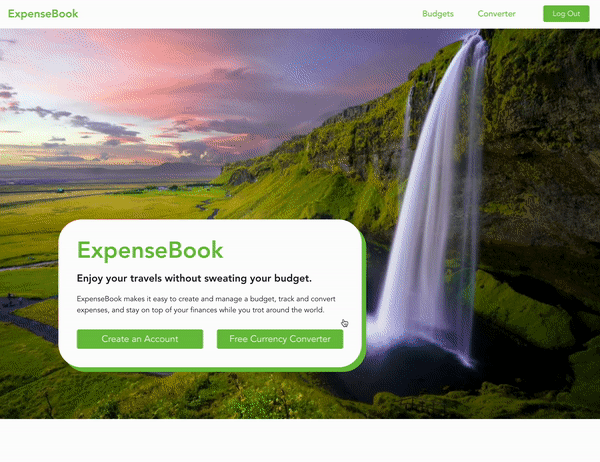 ExpenseBook
Budgets
Converter
Log Out
ExpenseBook
Enjoy your travels without sweating your budget.
ExpenseBook makes it easy to create and manage a budget, track and convert
expenses, and stay on top of your finances while you trot around the world.
Create an Account
Free Currency Converter